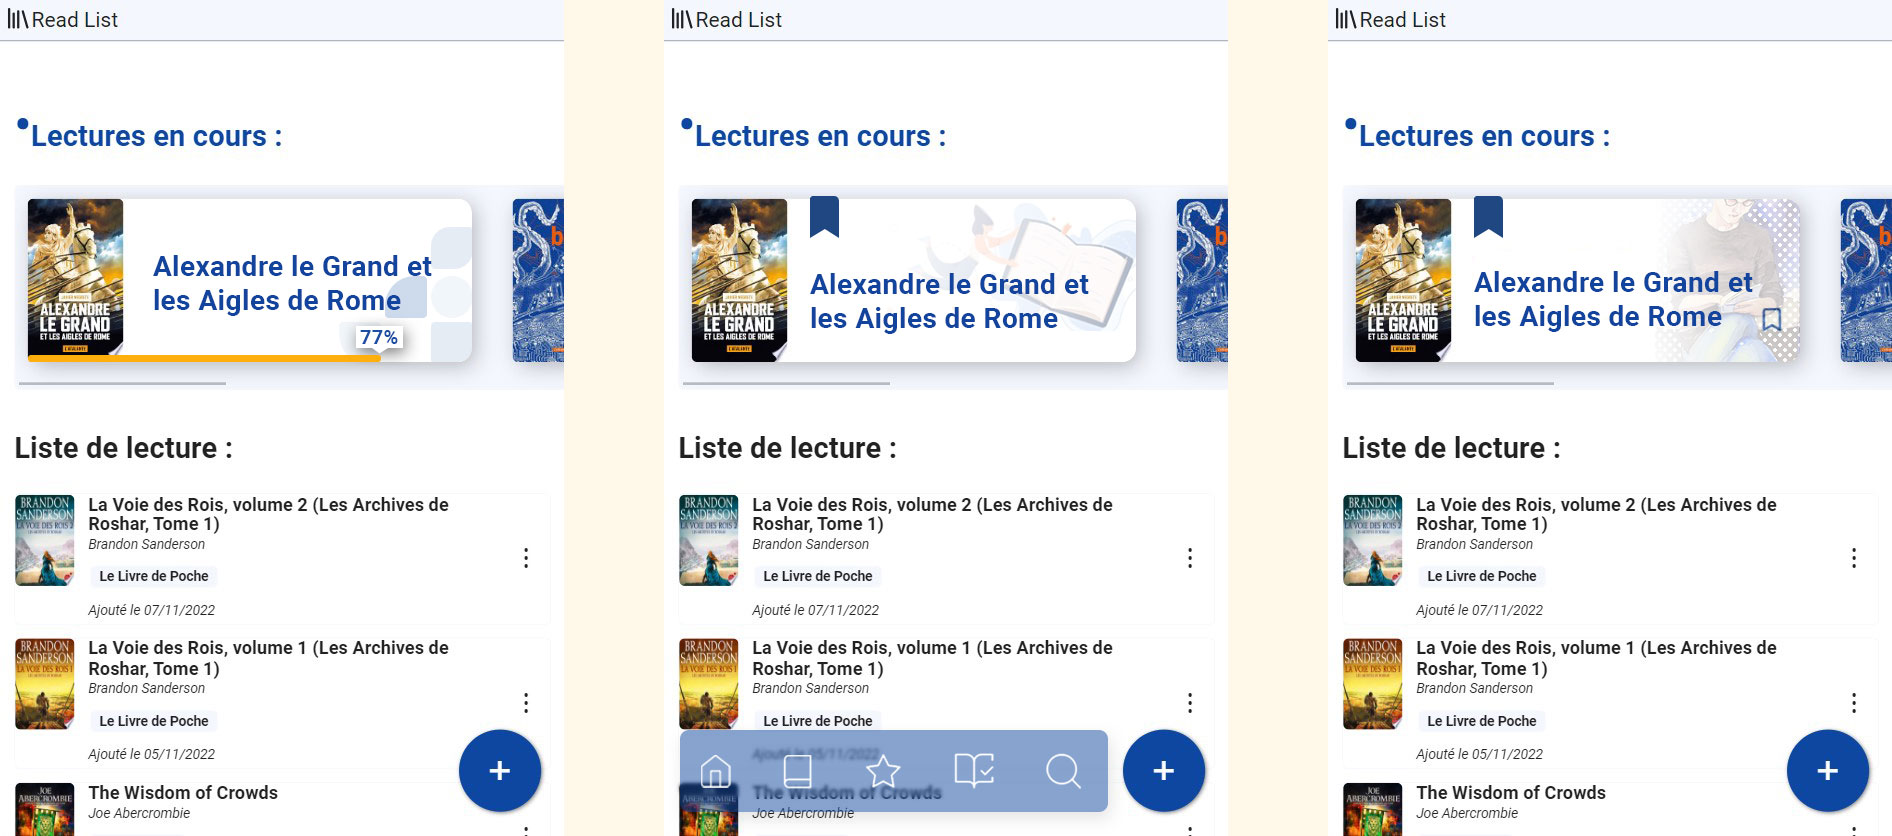 Read List
Lectures en cours :
ALEXANDRE
LE GRAND
ET LES AIGLES DE ROME
Alexandre le Grand et
les Aigles de Rome
77%
b
Liste de lecture :
BRANDON
SANDERSON
LA VOIE DES ROIS 2
La Voie des Rois, volume 2 (Les Archives de
Roshar, Tome 1)
Brandon Sanderson
Le Livre de Poche
Ajouté le 07/11/2022
BRANDON
SANDERSON
LA VOIE DES ROIS 1
La Voie des Rois, volume 1 (Les Archives de
Roshar, Tome 1)
Brandon Sanderson
Le Livre de Poche
Ajouté le 05/11/2022
+
JOE
ABERCROMBIE
The Wisdom of Crowds
Joe Abercrombie
Read List
Lectures en cours :
ALEXANDRE
LE GRAND
ET LES AIGLES DE ROME
Alexandre le Grand et
les Aigles de Rome
b
Liste de lecture :
BRANDON
SANDERSON
LA VOIE DES ROIS 2
La Voie des Rois, volume 2 (Les Archives de
Roshar, Tome 1)
Brandon Sanderson
Le Livre de Poche
Ajouté le 07/11/2022
BRANDON
SANDERSON
LA VOIE DES ROIS 1
La Voie des Rois, volume 1 (Les Archives de
Roshar, Tome 1)
Brandon Sanderson
Le Livre de Poche
Ajouté le 05/11/2022
+
The Wisdom of Crowds
Joe Abercrombie
Read List
Lectures en cours :
ALEXANDRE
LE GRAND
ET LES AIGLES DE ROME
Alexandre le Grand et
les Aigles de Rome
b
Liste de lecture :
BRANDON
SANDERSON
LA VOIE DES ROIS 2
La Voie des Rois, volume 2 (Les Archives de
Roshar, Tome 1)
Brandon Sanderson
Le Livre de Poche
Ajouté le 07/11/2022
BRANDON
SANDERSON
LA VOIE DES ROIS 1
La Voie des Rois, volume 1 (Les Archives de
Roshar, Tome 1)
Brandon Sanderson
Le Livre de Poche
Ajouté le 05/11/2022
+
JOE
ABERCROMBIE
The Wisdom of Crowds
Joe Abercrombie